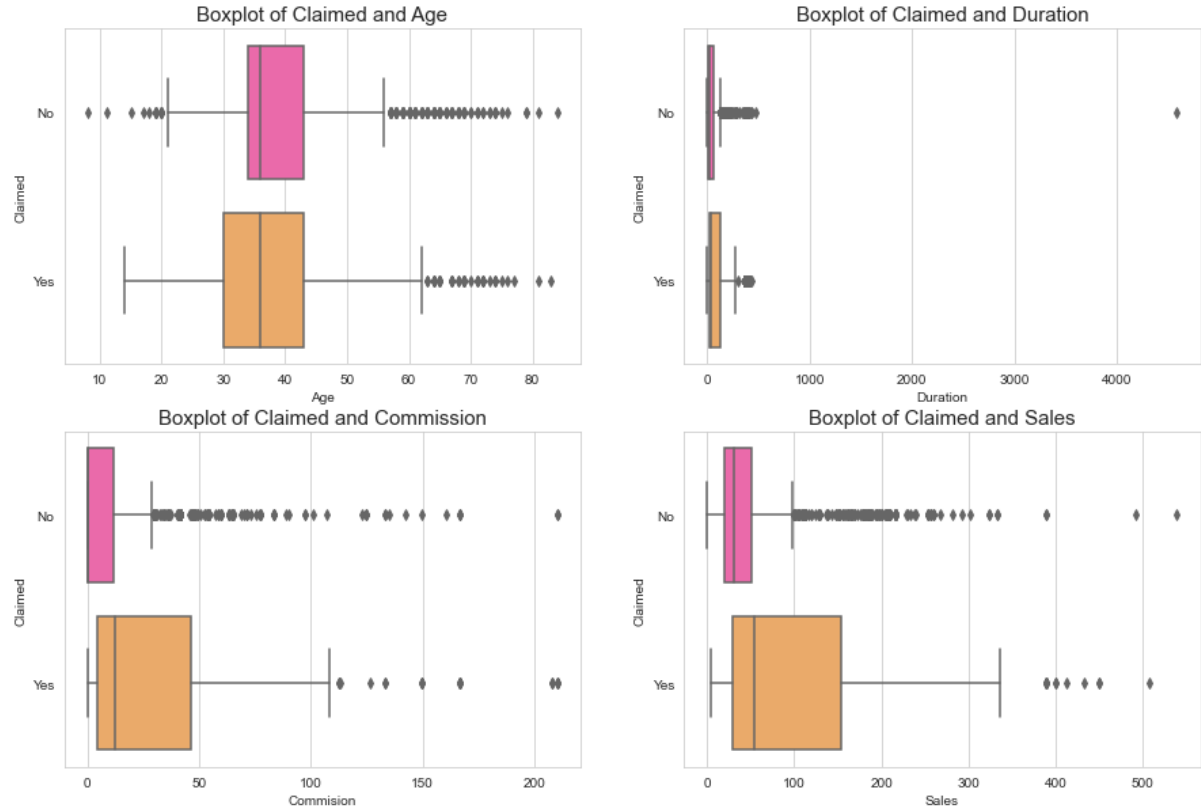 Boxplot of Claimed and Age
No
Yes
Claimed
10 20 30 40 50 60 70 80
Age
Boxplot of Claimed and Duration
No
Yes
Claimed
0 1000 2000 3000 4000
Duration
Boxplot of Claimed and Commission
No
Yes
Claimed
0 50 100 150 200
Commision
Boxplot of Claimed and Sales
No
Yes
Claimed
0 100 200 300 400 500
Sales